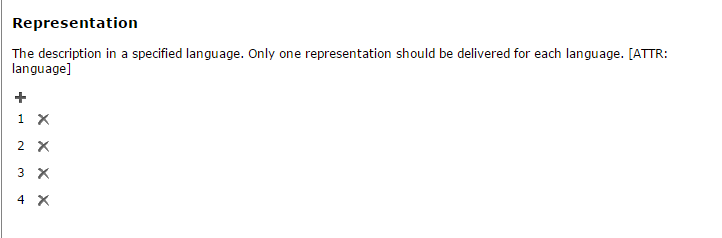 Representation
The description in a specified language. Only one representation should be delivered for each language. [ATTR:
language]
1
2
3
4